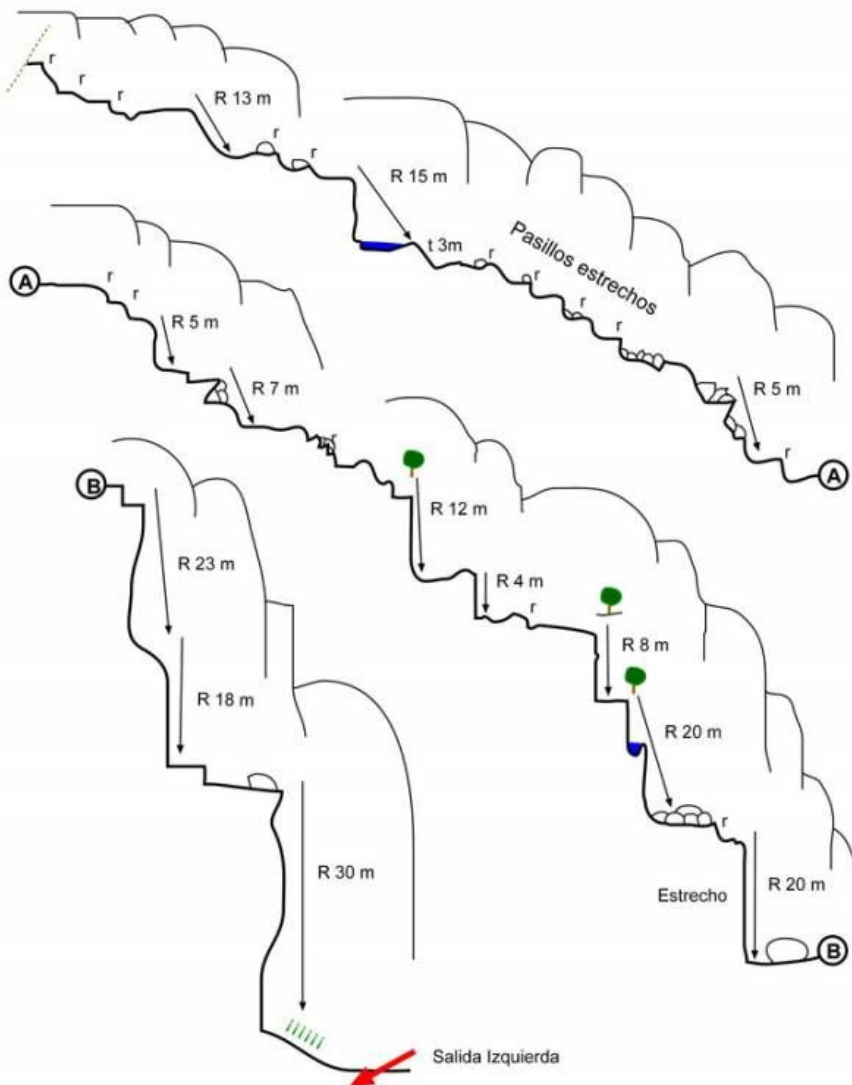 r
r
r
R 13 m
r
r
R 15 m
t 3m
r
r
r
r
Pasillos estrechos
R 5 m
r
A
A
r
r
R 5 m
R 7 m
r
R 12 m
R 4 m
r
R 8 m
R 20 m
r
Estrecho
R 20 m
B
B
R 23 m
R 18 m
R 30 m
Salida Izquierda